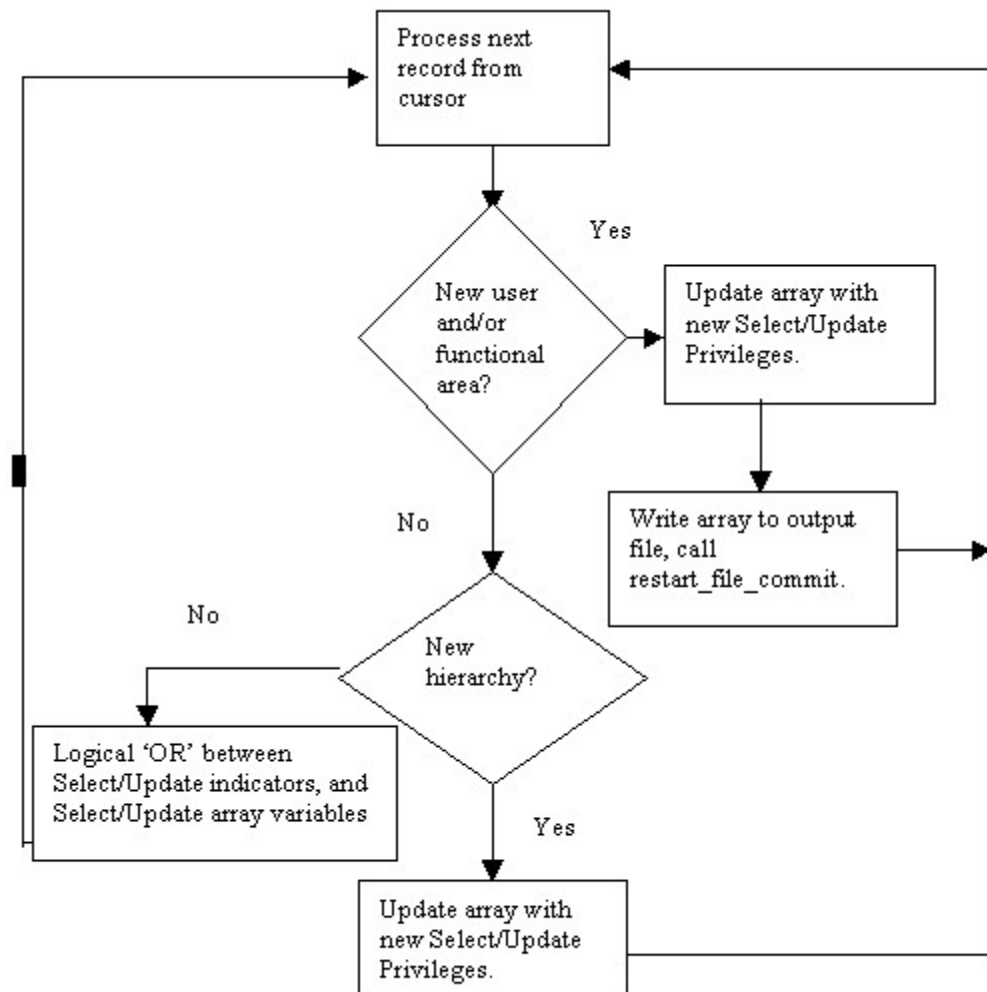 Process next
record from
cursor
Yes
New user
and/or
functional
area?
Update array with
new Select/Update
Privileges.
No
Write array to output
file, call
restart_file_commit.
No
New
hierarchy?
Logical ‘OR’ between
Select/Update indicators, and
Select/Update array variables
Yes
Update array with
new Select/Update
Privileges.